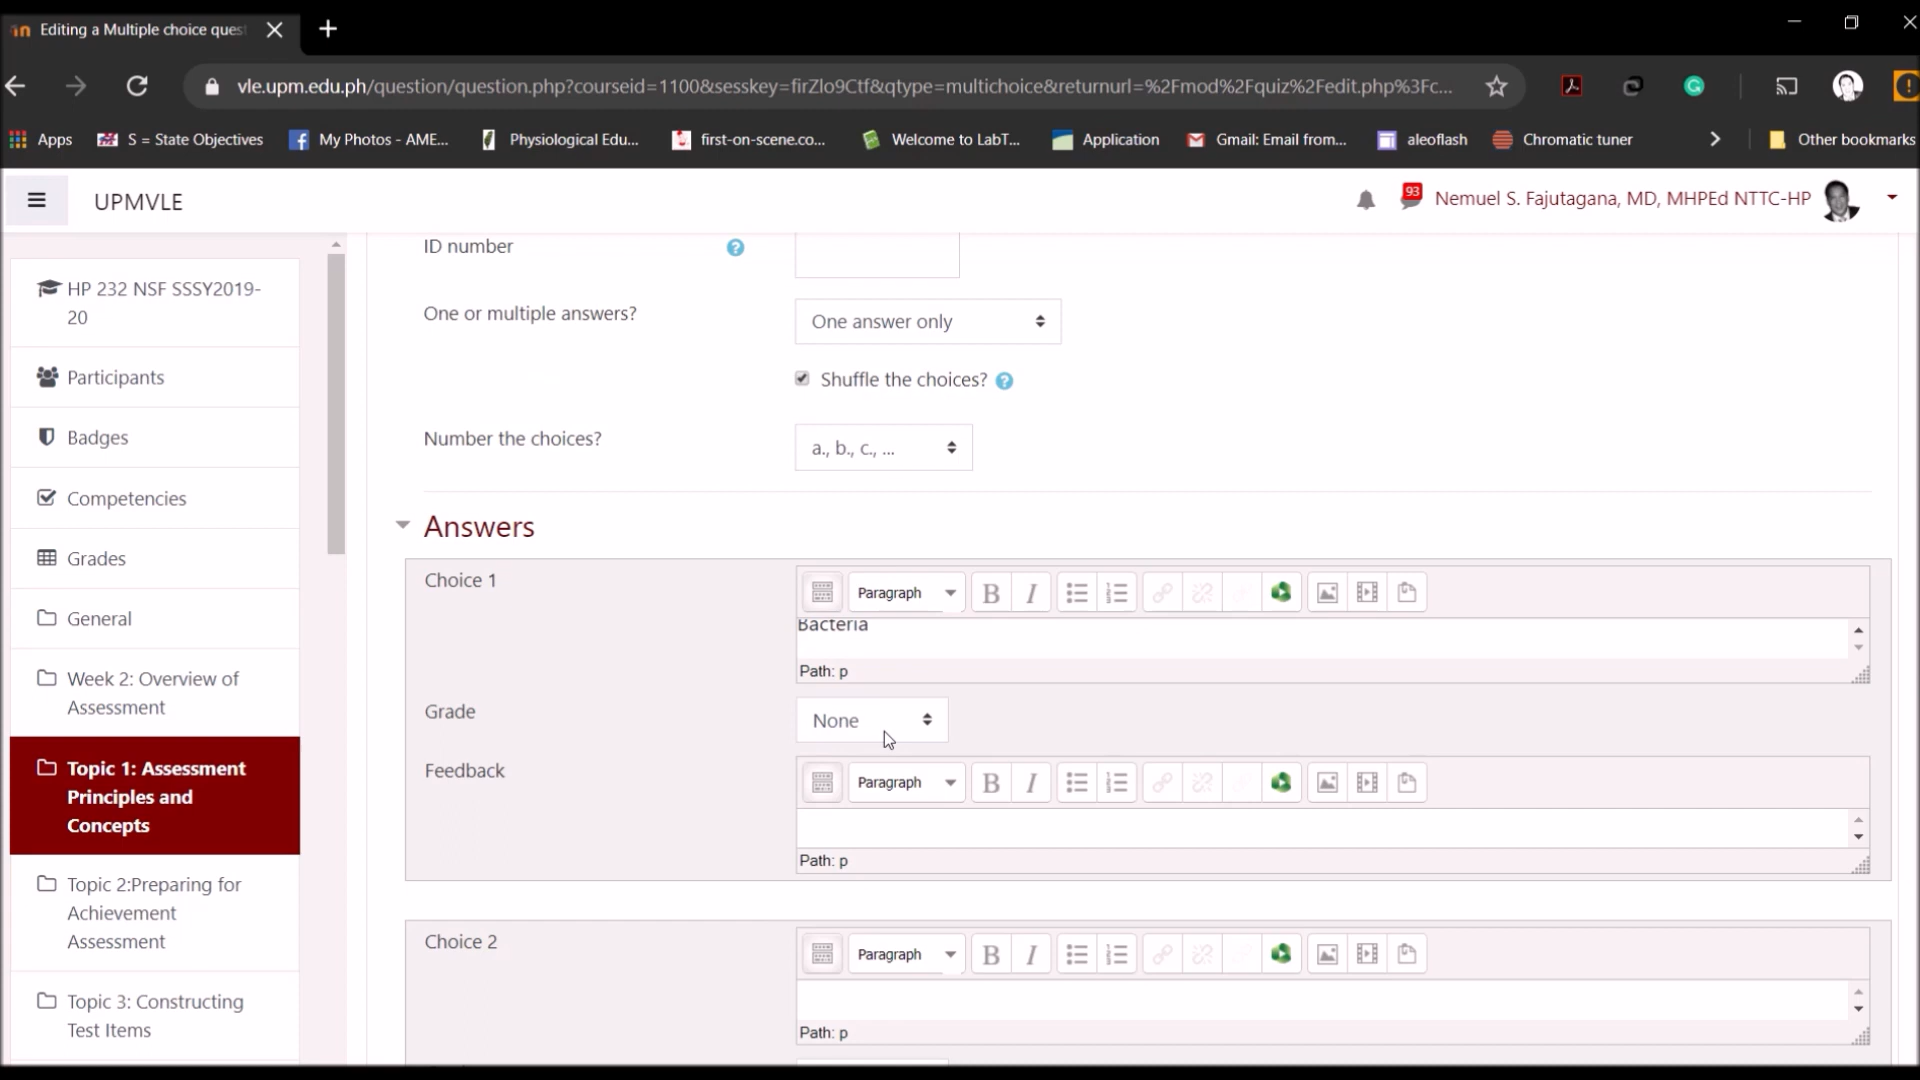 Editing a Multiple choice ques
vle.upm.edu.ph/question/question.php?courseid=1100&sesskey=firZlo9Ctf&qtype=multichoice&returnurl=%2Fmod%2Fquiz%2Fedit.php%3Fc...
Apps
S = State Objectives
My Photos - AME...
Physiological Edu...
first-on-scene.co...
Welcome to LabT...
Application
Gmail: Email from...
aleoflash
Chromatic tuner
Other bookmarks
UPMVLE
93
Nemuel S. Fajutagana, MD, MHPEd NTTC-HP
HP 232 NSF SSSY2019-
20
Participants
Badges
Competencies
Grades
General
Week 2: Overview of
Assessment
Topic 1: Assessment
Principles and
Concepts
Topic 2:Preparing for
Achievement
Assessment
Topic 3: Constructing
Test Items
ID number
One or multiple answers?
One answer only
Shuffle the choices?
Number the choices?
a., b., c., ...
Answers
Choice 1
Paragraph
B I
Bacteria
Path: p
Grade
None
Feedback
Paragraph
B I
Path: p
Choice 2
Paragraph
B I
Path: p